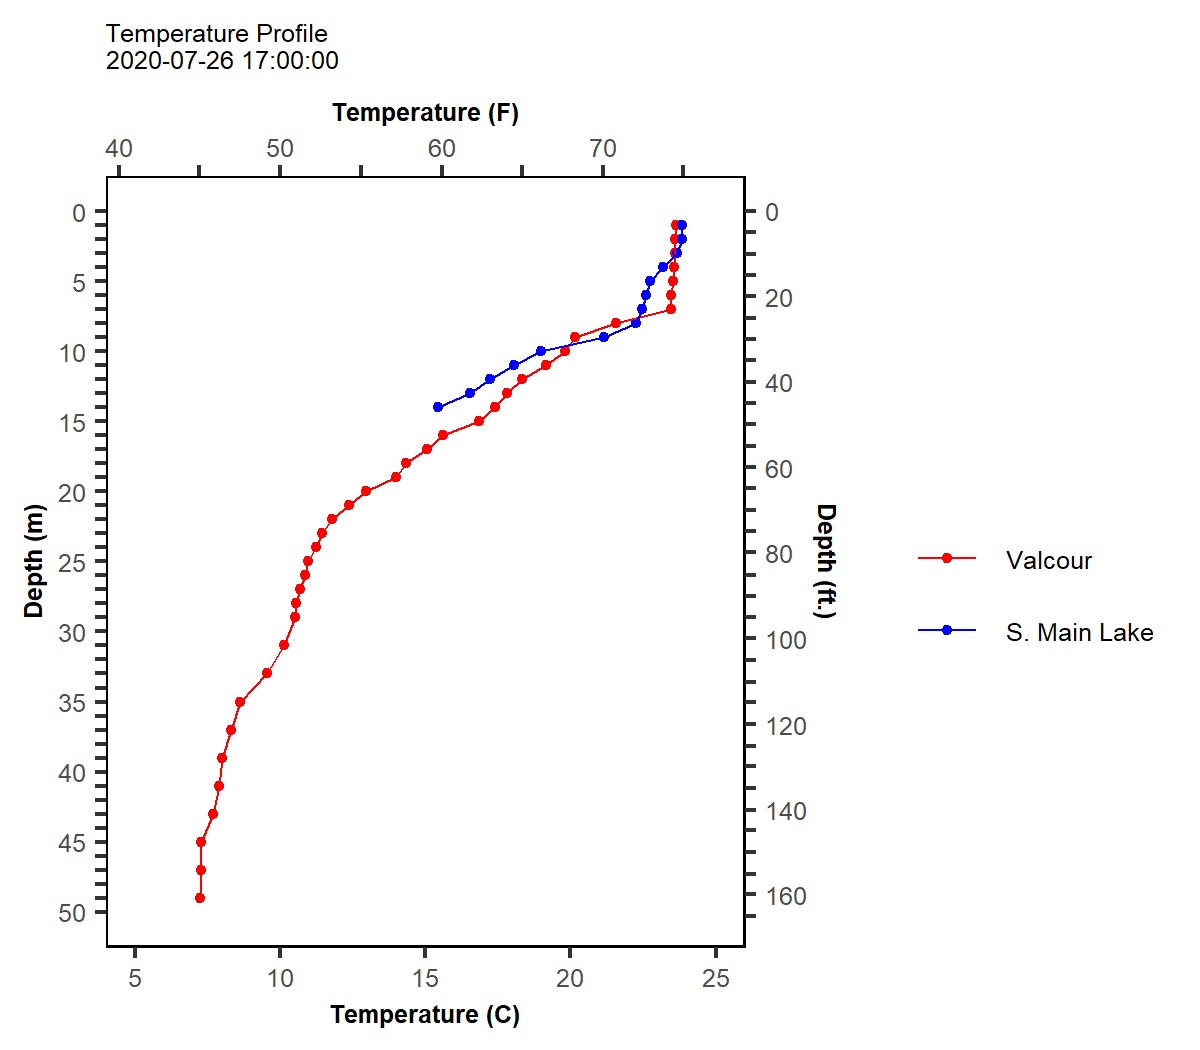 Temperature Profile
2020-07-26 17:00:00
Temperature (F)
40 50 60 70
0 0
5
20
10
40
15
60
20
80
25
100
30
35
120
40
140
45
160
50
Depth (m)
Depth (ft.)
Valcour
S. Main Lake
5 10 15 20 25
Temperature (C)